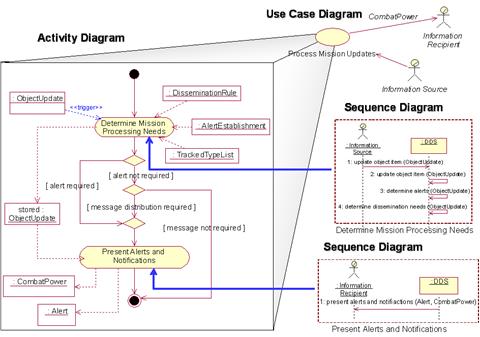 Use Case Diagram
CombatPower
Information
Recipient
Activity Diagram
Process Mission Updates
Information Source
: DisseminationRule
: ObjectUpdate
<<trigger>>
Determine Mission
Processing Needs
: AlertEstablishment
: TrackedTypeList
[ alert not required ]
[ alert required ]
stored :
ObjectUpdate
[ message distribution required ]
[ message not required ]
Present Alerts and
Notifications
: CombatPower
: Alert
Sequence Diagram
: Information
Source
: DDS
1: update object item (ObjectUpdate)
2: update object item (ObjectUpdate)
3: determine alerts (ObjectUpdate)
4: determine dissemination needs (ObjectUpdate)
Determine Mission Processing Needs
Sequence Diagram
: Information
Recipient
: DDS
1: present alerts and notifiactions (Alert, CombatPower)
Present Alerts and Notifications